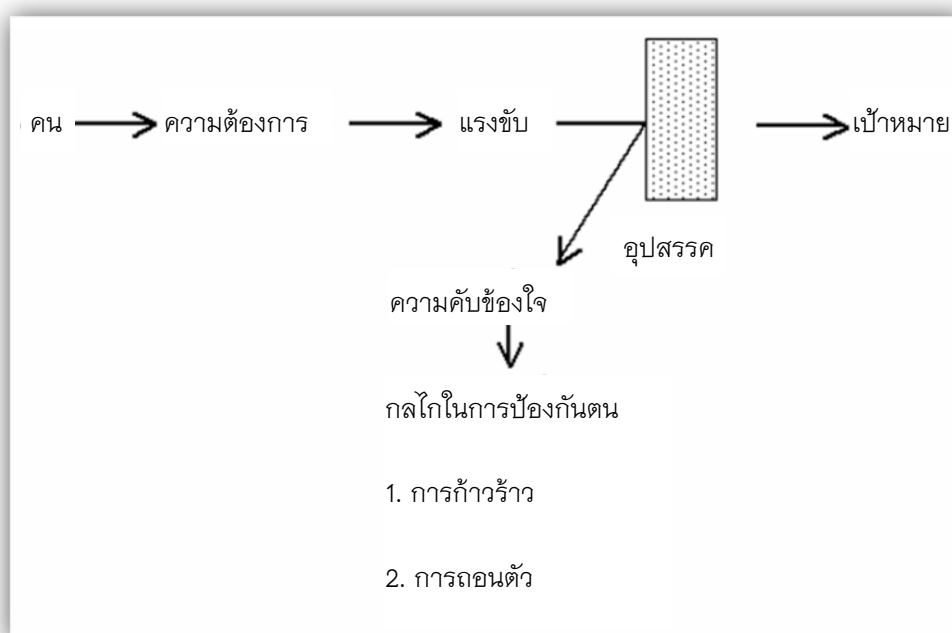 คน ความต้องการ แรงขับ เป้าหมาย
อุปสรรค
ความคับข้องใจ
กลไกในการป้องกันตน
1. การก้าวร้าว
2. การถอนตัว